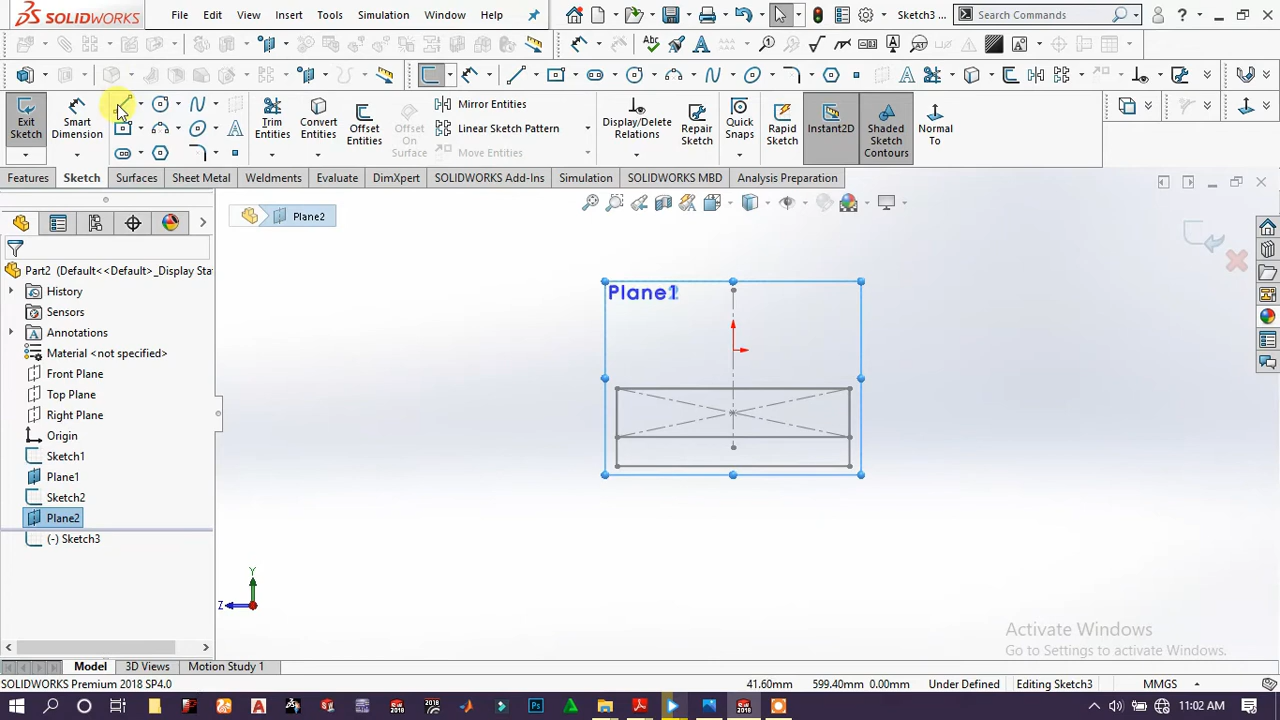 SOLIDWORKS File Edit View Insert Tools Simulation Window Help Sketch3 Search Commands
Abc
Exit Sketch
Smart Dimension
Trim Entities
Convert Entities
Offset Entities
Offset On Surface
Mirror Entities
Linear Sketch Pattern
Move Entities
Display/Delete Relations
Repair Sketch
Quick Snaps
Rapid Sketch
Instant2D
Shaded Sketch Contours
Normal To
Features Sketch Surfaces Sheet Metal Weldments Evaluate DimXpert SOLIDWORKS Add-Ins Simulation SOLIDWORKS MBD Analysis Preparation
Plane2
Part2 (Default<<Default>_Display Sta
History
Sensors
Annotations
Material <not specified>
Front Plane
Top Plane
Right Plane
Origin
Sketch1
Plane1
Sketch2
Plane2
(-) Sketch3
Plane1
Y
Z
Activate Windows
Go to Settings to activate Windows.
Model 3D Views Motion Study 1
SOLIDWORKS Premium 2018 SP4.0 41.60mm 599.40mm 0.00mm Under Defined Editing Sketch3 MMGS
11:02 AM